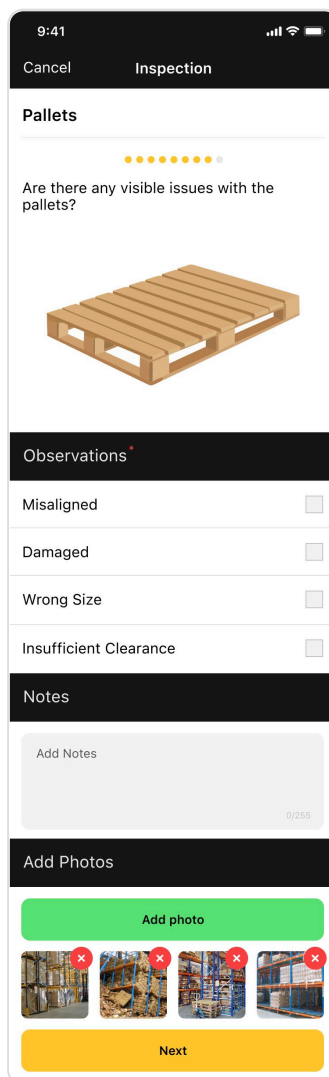 9:41
Cancel
Inspection
Pallets
Are there any visible issues with the
pallets?
Observations*
Misaligned
Damaged
Wrong Size
Insufficient Clearance
Notes
Add Notes
0/255
Add Photos
Add photo
Next